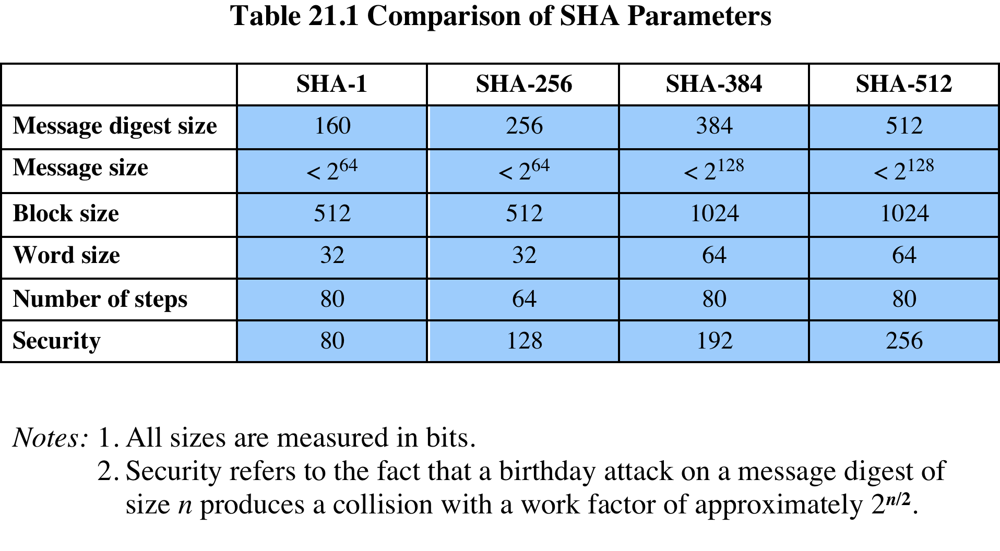 Table 21.1 Comparison of SHA Parameters
SHA-1 SHA-256 SHA-384 SHA-512
Message digest size 160 256 384 512
Message size < 2^64 < 2^64 < 2^128 < 2^128
Block size 512 512 1024 1024
Word size 32 32 64 64
Number of steps 80 64 80 80
Security 80 128 192 256
Notes: 1. All sizes are measured in bits.
2. Security refers to the fact that a birthday attack on a message digest of
size n produces a collision with a work factor of approximately 2^n/2.